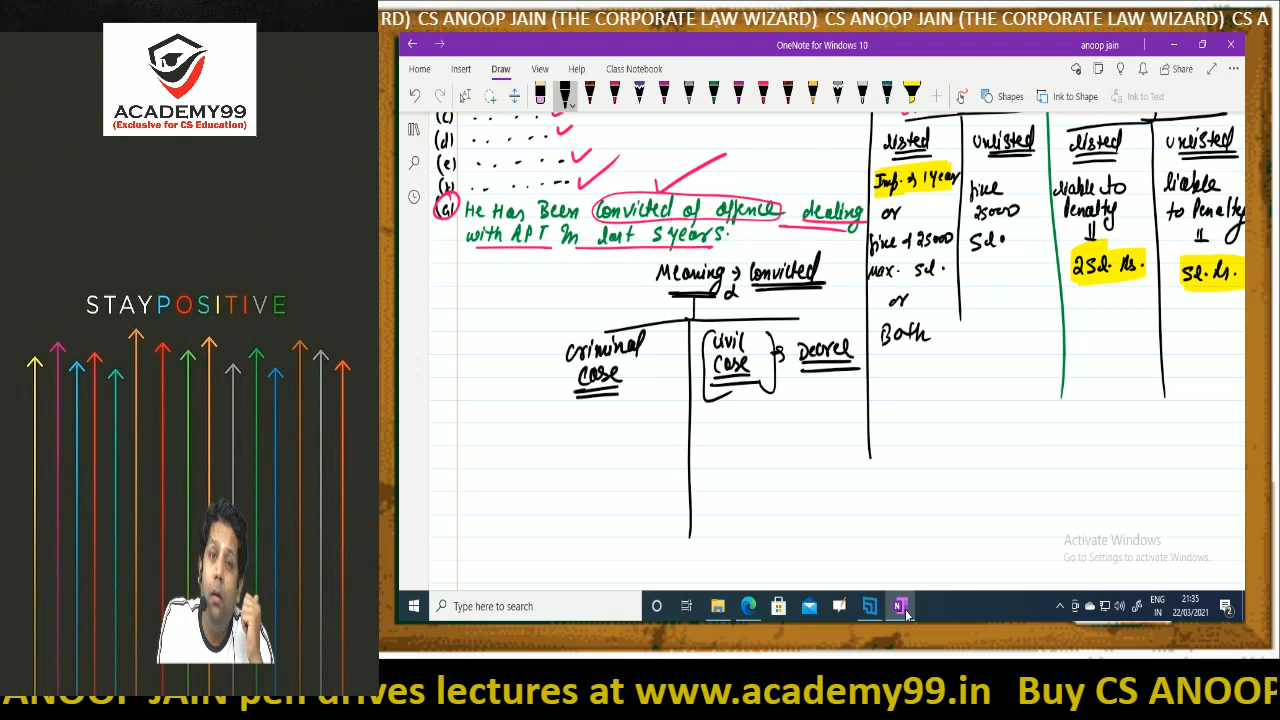 RD) CS ANOOP JAIN (THE CORPORATE LAW WIZARD) CS ANOOP JAIN (THE CORPORATE LAW WIZARD) CS A
ACADEMY99
(Exclusive for CS Education)
STAYPOSITIVE
OneNote for Windows 10
anoop jain
Home Insert Draw View Help Class Notebook
Share
Shapes Ink to Shape Ink to Text
(c)
(d)
(e)
(g) He Has Been Convicted of offence dealing
with RPT in last 5 years.
Meaning of Convicted
Criminal
Case
Civil
Case
Decree
Listed
Imp. of 1 year
or
fine of 25000
Max. 5L.
or
Both
Unlisted
fine
25000
5L.
Listed
liable to
Penalty
25L. Rs.
Unlisted
liable
to Penalty
5L. Rs.
Activate Windows
Go to Settings to activate Windows.
Type here to search
ENG
IN
21:35
22/03/2021
2
ANOOP JAIN pen drives lectures at www.academy99.in Buy CS ANOOP